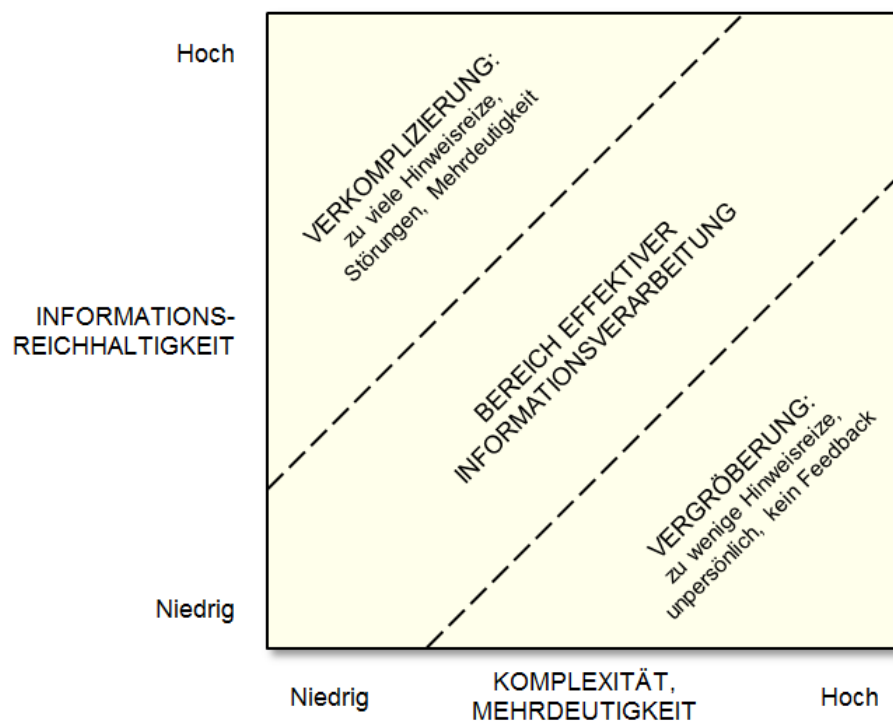 Hoch
VERKOMPLIZIERUNG:
zu viele Hinweisreize,
Störungen, Mehrdeutigkeit
INFORMATIONS-
REICHHALTIGKEIT
BEREICH EFFEKTIVER
INFORMATIONSVERARBEITUNG
VERGRÖBERUNG:
zu wenige Hinweisreize,
unpersönlich, kein Feedback
Niedrig
Niedrig
KOMPLEXITÄT,
MEHRDEUTIGKEIT
Hoch